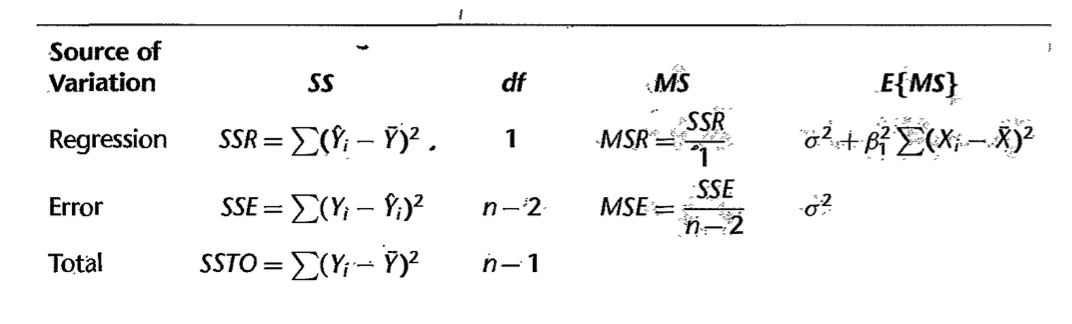 Source of
Variation SS df MS E{MS}
Regression SSR = ∑(Ŷᵢ − Ȳ)² . 1 MSR = SSR/1 σ² + β₁² ∑(Xᵢ − X̄)²
Error SSE = ∑(Yᵢ − Ŷᵢ)² n − 2 MSE = SSE/n − 2 σ²
Total SSTO = ∑(Yᵢ − Ȳ)² n − 1